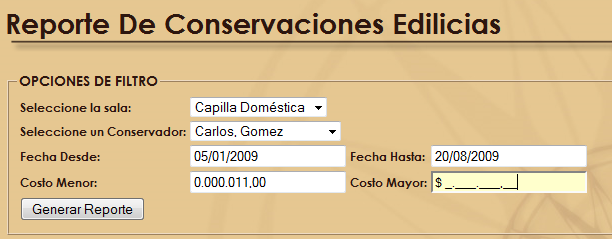 Reporte De Conservaciones Edilicias
OPCIONES DE FILTRO
Seleccione la sala: Capilla Doméstica
Seleccione un Conservador: Carlos, Gomez
Fecha Desde: 05/01/2009 Fecha Hasta: 20/08/2009
Costo Menor: 0.000.011,00 Costo Mayor: $ _.___.___,__
Generar Reporte